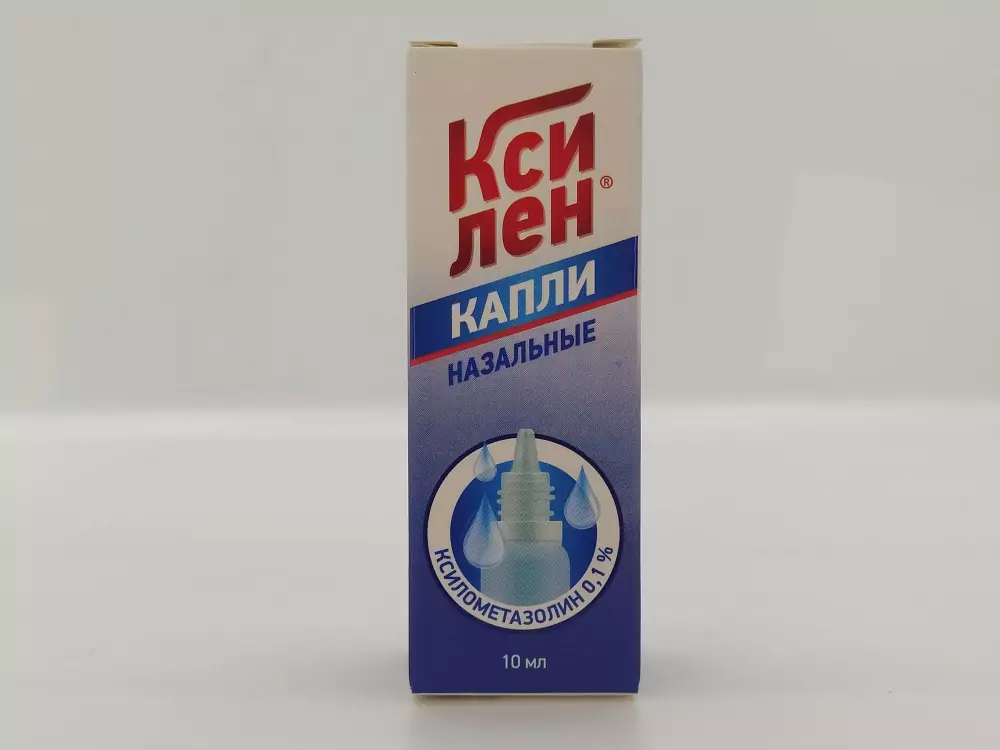 Кси
лен®
КАПЛИ
НАЗАЛЬНЫЕ
КСИЛОМЕТАЗОЛИН 0,1 %
10 мл